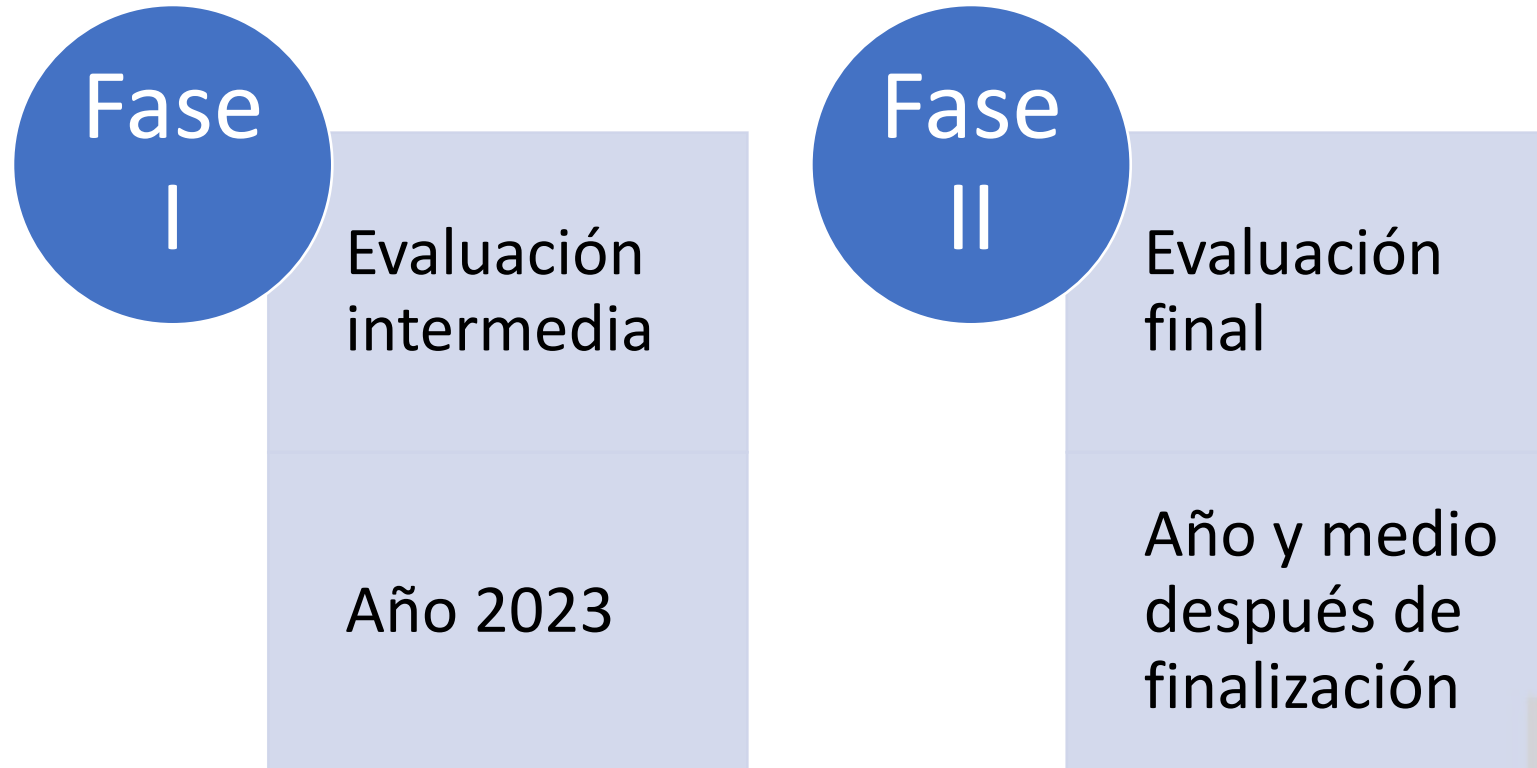 Fase
I
Evaluación
intermedia
Año 2023
Fase
II
Evaluación
final
Año y medio
después de
finalización